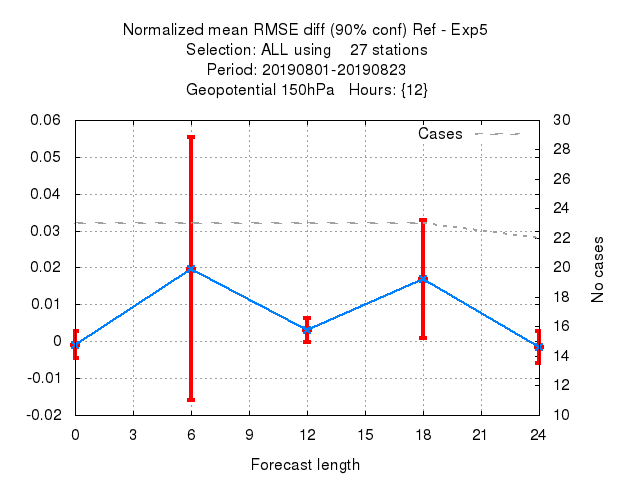 Normalized mean RMSE diff (90% conf) Ref - Exp5
Selection: ALL using    27 stations
Period: 20190801-20190823
Geopotential 150hPa   Hours: {12}
Cases
0.06
0.05
0.04
0.03
0.02
0.01
0
-0.01
-0.02
30
28
26
24
22
20
18
16
14
12
10
No cases
0 3 6 9 12 15 18 21 24
Forecast length